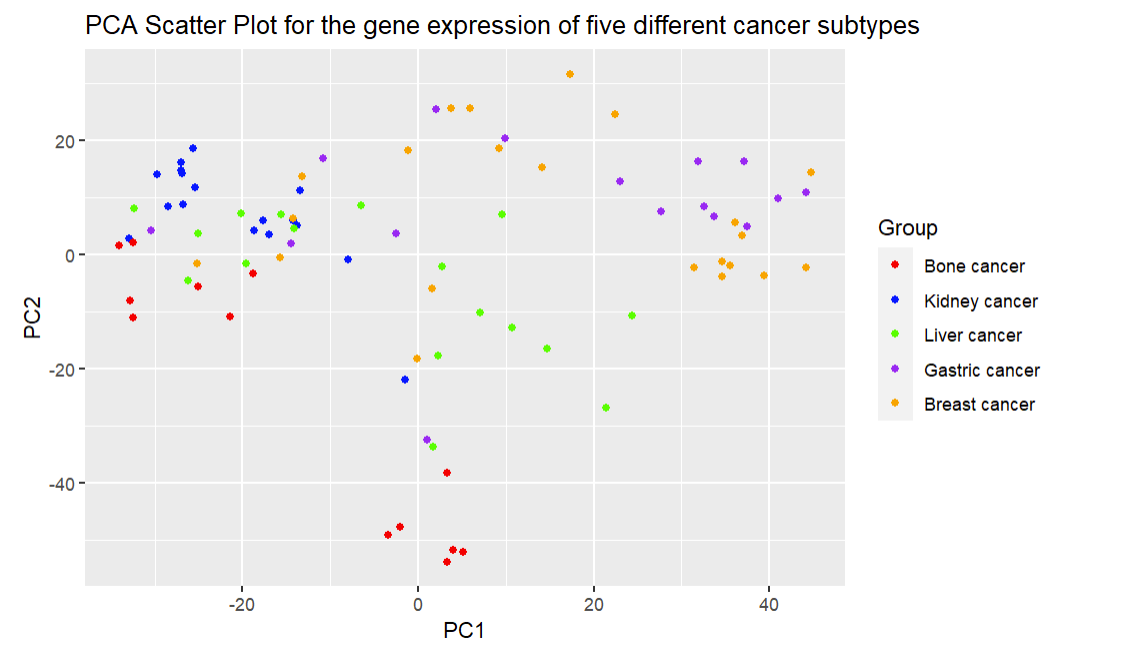 PCA Scatter Plot for the gene expression of five different cancer subtypes
20
0
-20
-40
PC2
-20
0
20
40
PC1
Group
Bone cancer
Kidney cancer
Liver cancer
Gastric cancer
Breast cancer